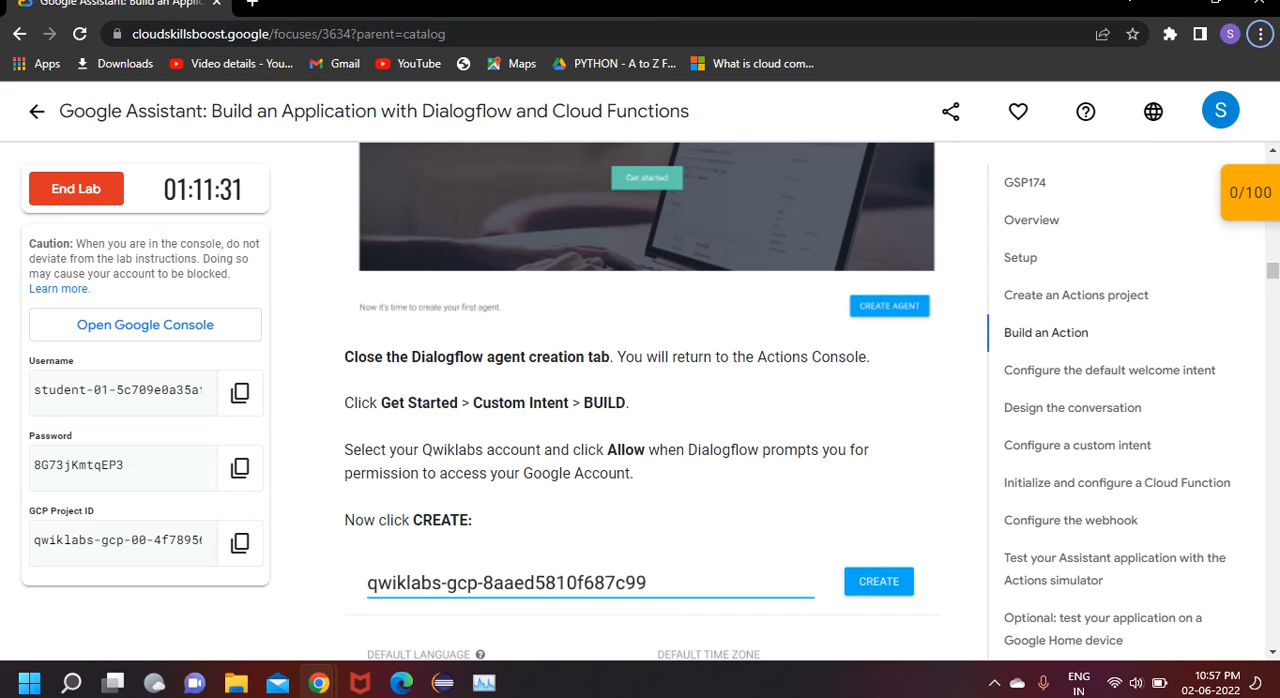 Google Assistant: Build an Applic
cloudskillsboost.google/focuses/3634?parent=catalog
S
Apps
Downloads
Video details - You...
Gmail
YouTube
Maps
PYTHON - A to Z F...
What is cloud com...
Google Assistant: Build an Application with Dialogflow and Cloud Functions
S
End Lab
01:11:31
Caution: When you are in the console, do not
deviate from the lab instructions. Doing so
may cause your account to be blocked.
Learn more.
Open Google Console
Username
student-01-5c709e0a35a
Password
8G73jKmtqEP3
GCP Project ID
qwiklabs-gcp-00-4f7895
Get started
Now it's time to create your first agent.
CREATE AGENT
Close the Dialogflow agent creation tab. You will return to the Actions Console.
Click Get Started > Custom Intent > BUILD.
Select your Qwiklabs account and click Allow when Dialogflow prompts you for
permission to access your Google Account.
Now click CREATE:
qwiklabs-gcp-8aaed5810f687c99
CREATE
DEFAULT LANGUAGE
DEFAULT TIME ZONE
GSP174
0/100
Overview
Setup
Create an Actions project
Build an Action
Configure the default welcome intent
Design the conversation
Configure a custom intent
Initialize and configure a Cloud Function
Configure the webhook
Test your Assistant application with the
Actions simulator
Optional: test your application on a
Google Home device
ENG
IN
10:57 PM
02-06-2022